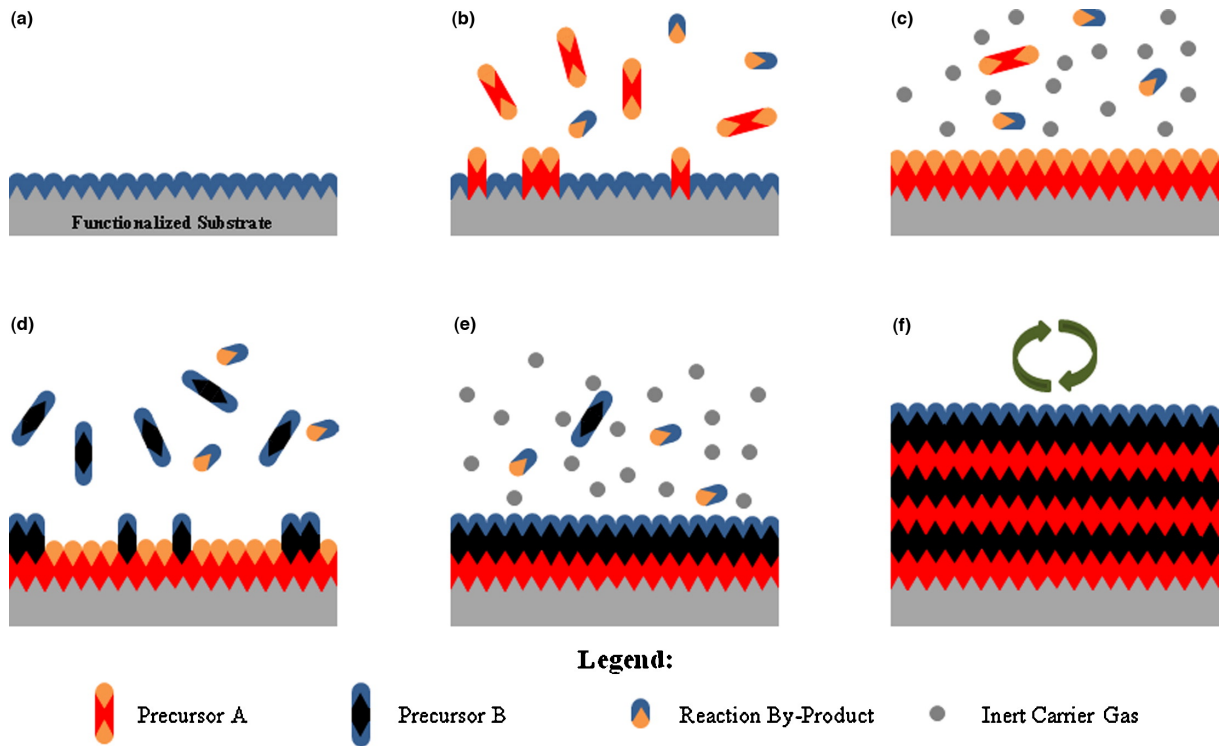 (a)
(b)
(c)
Functionalized Substrate
(d)
(e)
(f)
Legend:
Precursor A
Precursor B
Reaction By-Product
Inert Carrier Gas